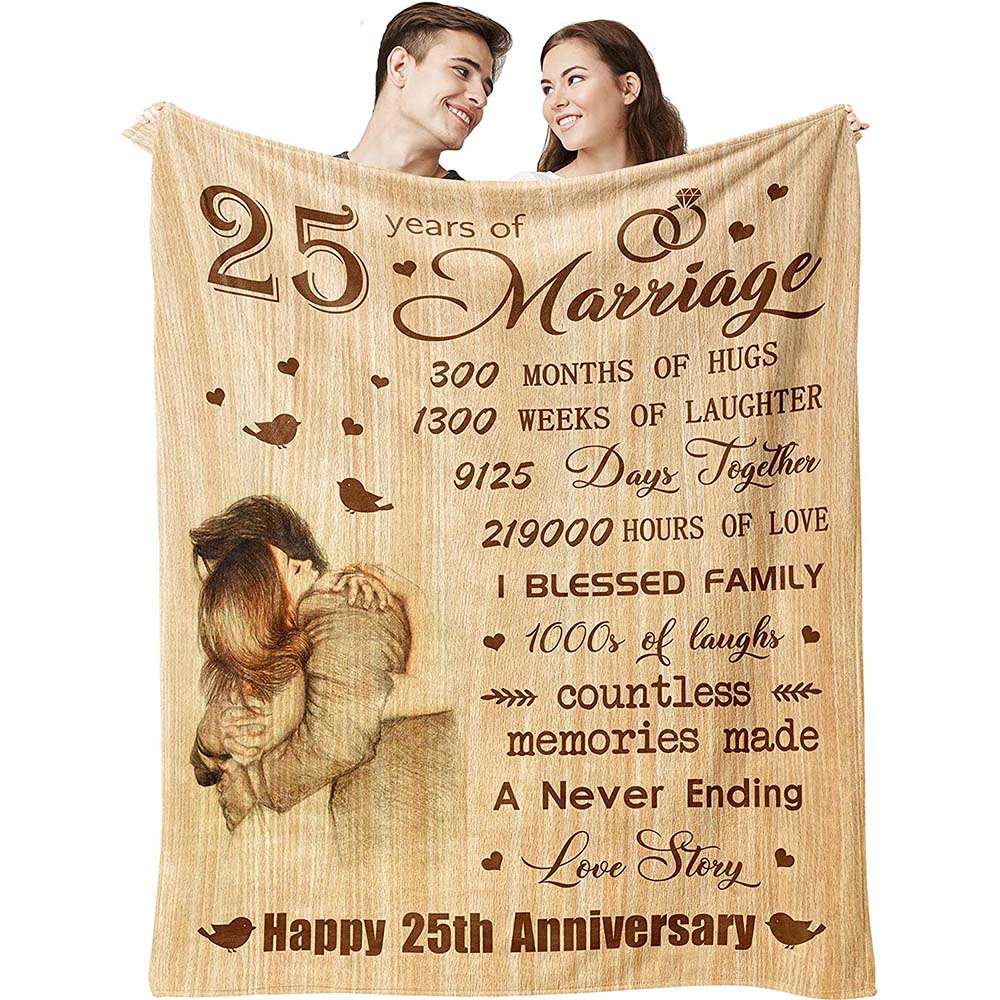 25 years of
Marriage
300 MONTHS OF HUGS
1300 WEEKS OF LAUGHTER
9125 Days Together
219000 HOURS OF LOVE
I BLESSED FAMILY
1000s of laughs
countless
memories made
A Never Ending
Love Story
Happy 25th Anniversary